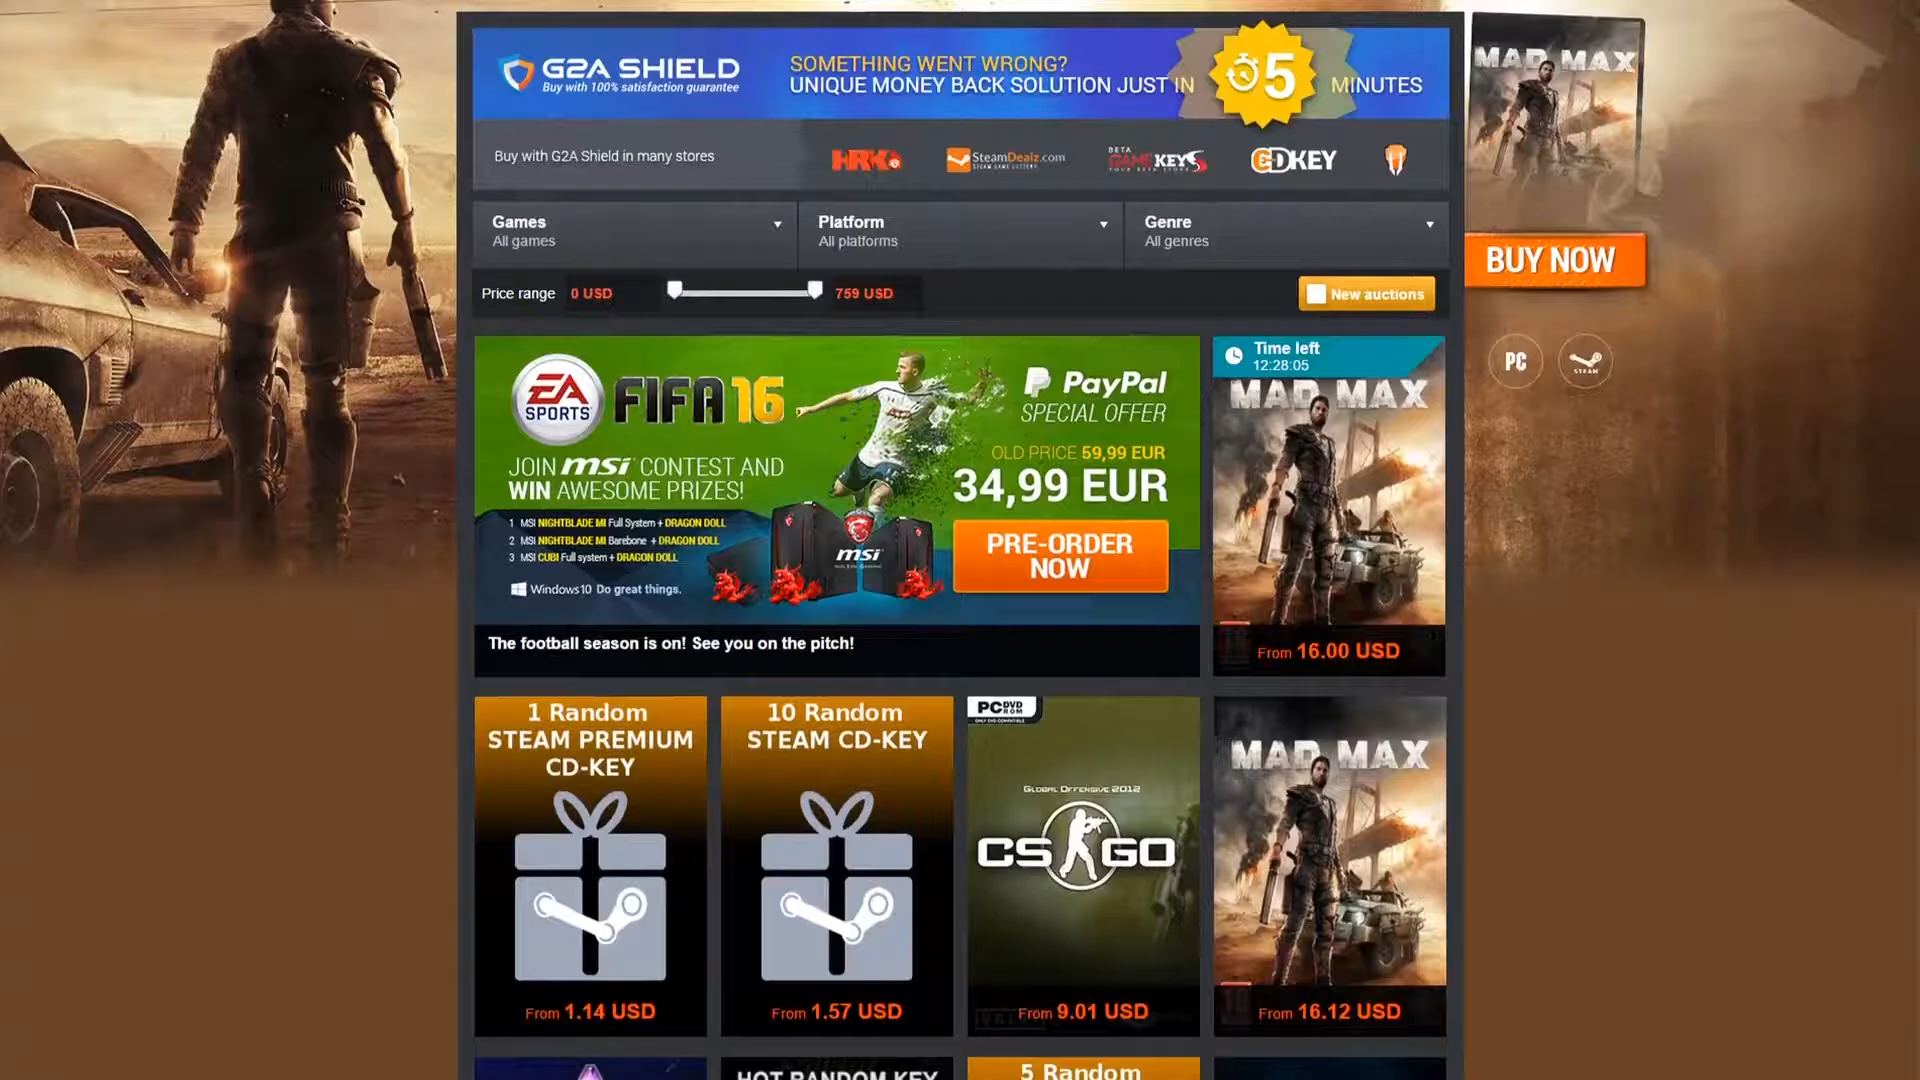 G2A SHIELD
Buy with 100% satisfaction guarantee
SOMETHING WENT WRONG?
UNIQUE MONEY BACK SOLUTION JUST IN
5
MINUTES
MAD MAX
Buy with G2A Shield in many stores
HRK
SteamDealz.com
BETA
GAMEKEYS
GDKEY
Games
All games
Platform
All platforms
Genre
All genres
BUY NOW
Price range
0 USD
759 USD
New auctions
PC
STEAM
EA
SPORTS
FIFA 16
JOIN msi CONTEST AND
WIN AWESOME PRIZES!
1 MSI NIGHTBLADE MI Full System + DRAGON DOLL
2 MSI NIGHTBLADE MI Barebone + DRAGON DOLL
3 MSI CUBI Full system + DRAGON DOLL
Windows10 Do great things.
msi
PayPal
SPECIAL OFFER
OLD PRICE 59,99 EUR
34,99 EUR
PRE-ORDER
NOW
The football season is on! See you on the pitch!
Time left
12:28:05
MAD MAX
From 16.00 USD
1 Random
STEAM PREMIUM
CD-KEY
From 1.14 USD
10 Random
STEAM CD-KEY
From 1.57 USD
PC DVD
ROM
GLOBAL OFFENSIVE 2012
CS GO
From 9.01 USD
MAD MAX
From 16.12 USD
HOT RANDOM KEY
5 Random